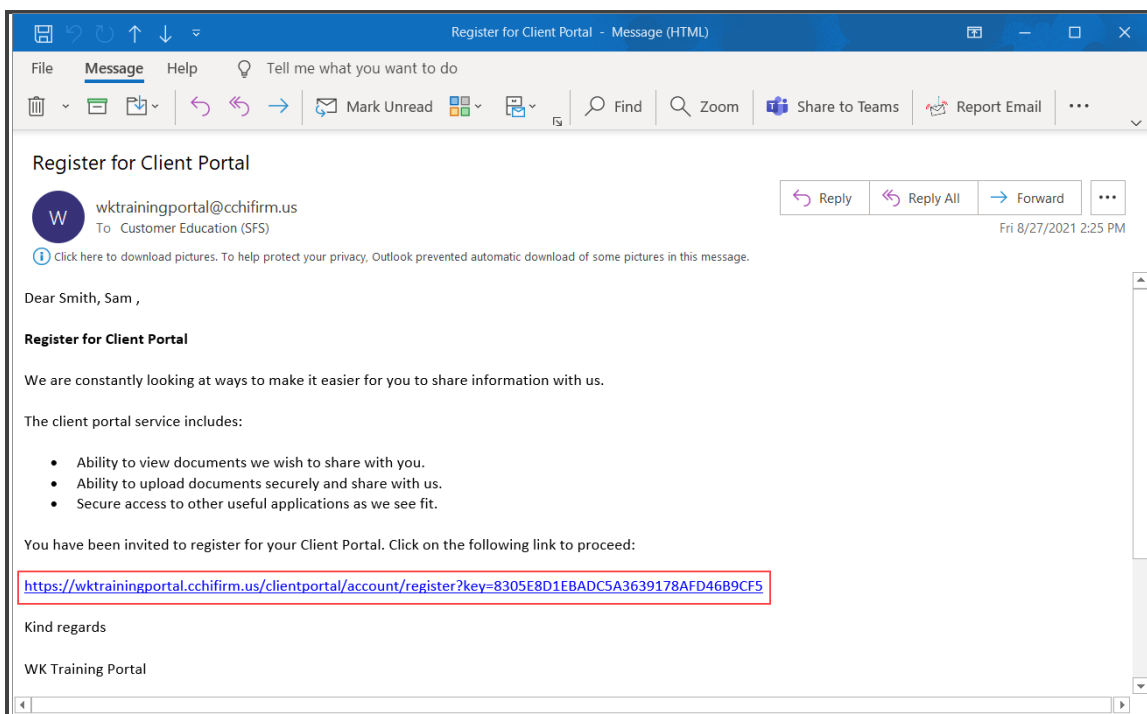 Register for Client Portal - Message (HTML)
File Message Help Tell me what you want to do
Mark Unread Find Zoom Share to Teams Report Email
Register for Client Portal
W
wktrainingportal@cchifirm.us
To Customer Education (SFS)
Reply Reply All Forward
Fri 8/27/2021 2:25 PM
Click here to download pictures. To help protect your privacy, Outlook prevented automatic download of some pictures in this message.
Dear Smith, Sam ,
Register for Client Portal
We are constantly looking at ways to make it easier for you to share information with us.
The client portal service includes:
• Ability to view documents we wish to share with you.
• Ability to upload documents securely and share with us.
• Secure access to other useful applications as we see fit.
You have been invited to register for your Client Portal. Click on the following link to proceed:
https://wktrainingportal.cchifirm.us/clientportal/account/register?key=8305E8D1EBADC5A3639178AFD46B9CF5
Kind regards
WK Training Portal